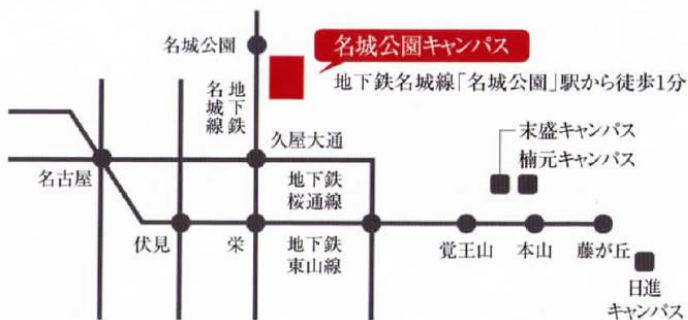 名城公園
名城公園キャンパス
地下鉄名城線「名城公園」駅から徒歩1分
地下鉄
名城線
久屋大通
末盛キャンパス
楠元キャンパス
名古屋
地下鉄
桜通線
伏見
栄
地下鉄
東山線
覚王山
本山
藤が丘
日進
キャンパス